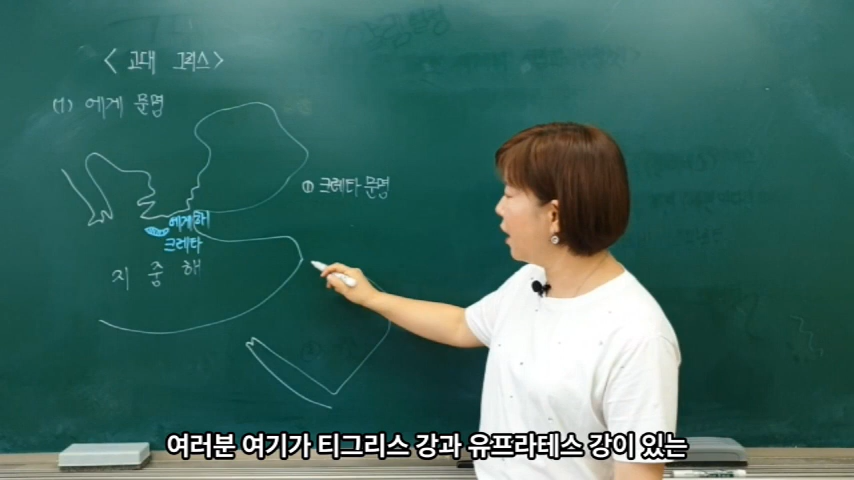 < 고대 그리스 >
(1) 에게 문명
① 크레타 문명
에게해
크레타
지중해
여러분 여기가 티그리스 강과 유프라테스 강이 있는